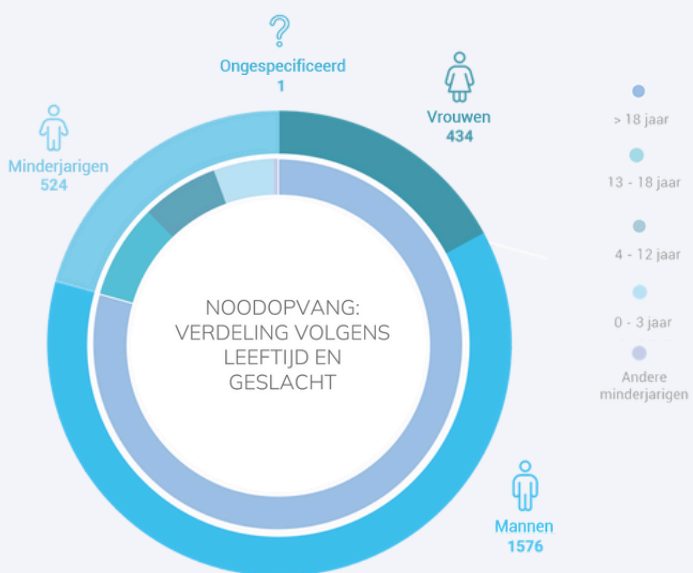 ?
Ongespecificeerd
1
Vrouwen
434
Minderjarigen
524
NOODOPVANG:
VERDELING VOLGENS
LEEFTIJD EN
GESLACHT
Mannen
1576
> 18 jaar
13 - 18 jaar
4 - 12 jaar
0 - 3 jaar
Andere
minderjarigen